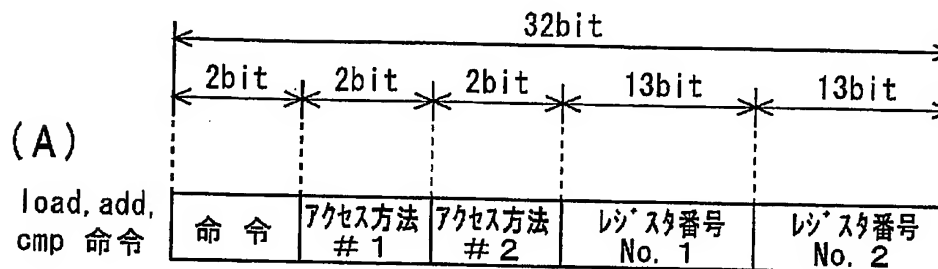 32bit
2bit 2bit 2bit 13bit 13bit
(A)
load, add,
cmp 命令
命 令
アクセス方法
#1
アクセス方法
#2
レジスタ番号
No. 1
レジスタ番号
No. 2